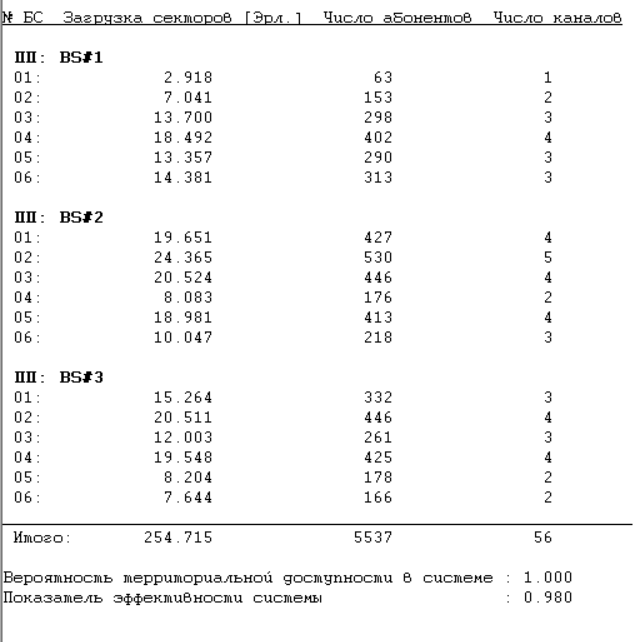 № БС Загрузка секторов [Эрл.] Число абонентов Число каналов
ПП: BS#1
01: 2.918 63 1
02: 7.041 153 2
03: 13.700 298 3
04: 18.492 402 4
05: 13.357 290 3
06: 14.381 313 3
ПП: BS#2
01: 19.651 427 4
02: 24.365 530 5
03: 20.524 446 4
04: 8.083 176 2
05: 18.981 413 4
06: 10.047 218 3
ПП: BS#3
01: 15.264 332 3
02: 20.511 446 4
03: 12.003 261 3
04: 19.548 425 4
05: 8.204 178 2
06: 7.644 166 2
Итого: 254.715 5537 56
Вероятность территориальной доступности в системе : 1.000
Показатель эффективности системы : 0.980